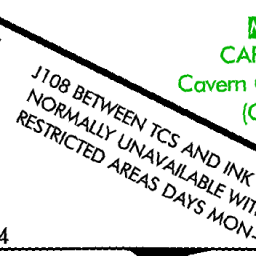 CAR
Cavern
J108 BETWEEN TCS AND INK
NORMALLY UNAVAILABLE WIT
RESTRICTED AREAS DAYS MON-
4